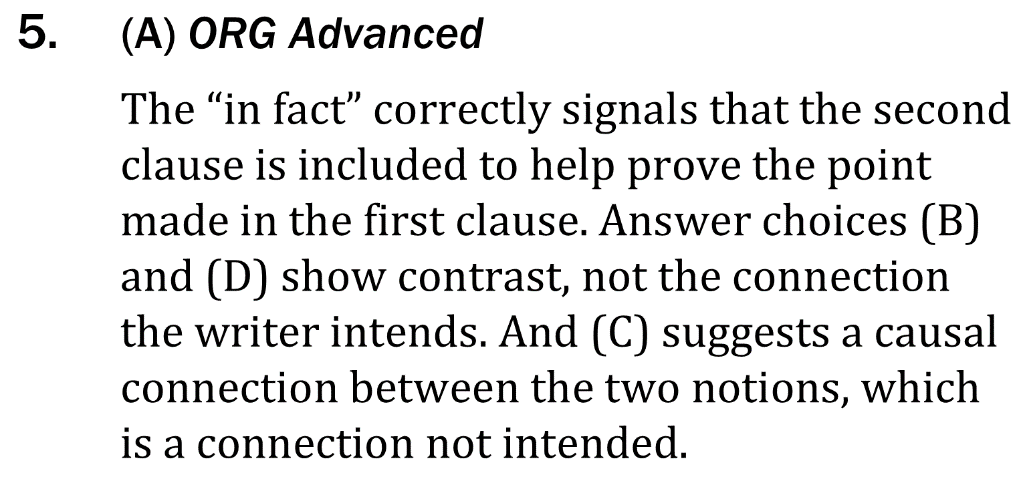 5. (A) ORG Advanced
The “in fact” correctly signals that the second
clause is included to help prove the point
made in the first clause. Answer choices (B)
and (D) show contrast, not the connection
the writer intends. And (C) suggests a causal
connection between the two notions, which
is a connection not intended.